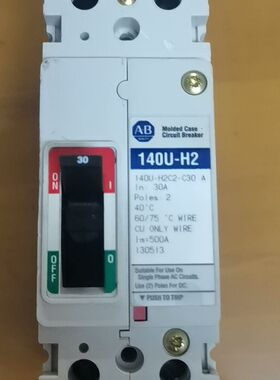 AB
Molded Case
Circuit Breaker
140U-H2
30
ON I
OFF O
140U-H2C2-C30 A
In: 30A
Poles 2
40°C
60/75 °C WIRE
CU ONLY WIRE
Im=500A
130513
Suitable For Use On
Single Phase AC Circuits.
Use (2) Poles For DC.
▼ PUSH TO TRIP